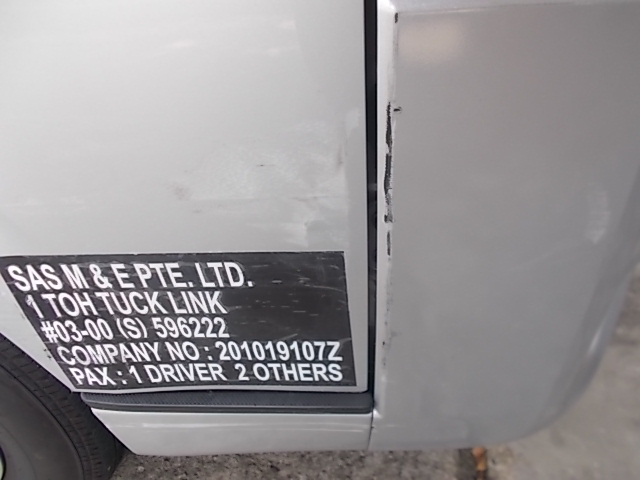 SAS M & E PTE. LTD.
1 TOH TUCK LINK
#03-00 (S) 596222
COMPANY NO : 201019107Z
PAX : 1 DRIVER 2 OTHERS